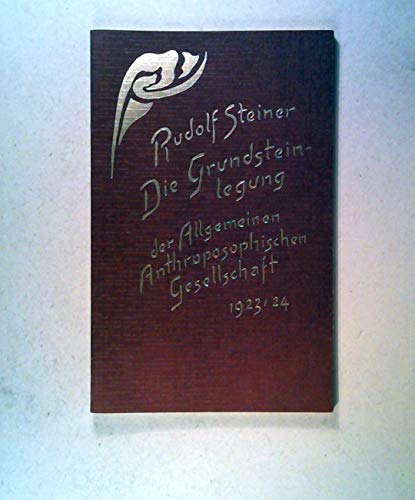 Rudolf Steiner
Die Grundstein-
legung
der Allgemeinen
Anthroposophischen
Gesellschaft
1923/24